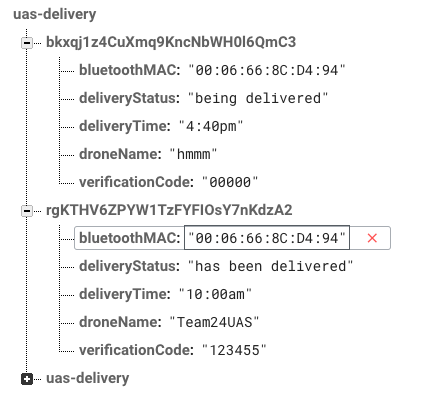 uas-delivery
bkxqj1z4CuXmq9KncNbWH0l6QmC3
bluetoothMAC: "00:06:66:8C:D4:94"
deliveryStatus: "being delivered"
deliveryTime: "4:40pm"
droneName: "hmmm"
verificationCode: "00000"
rgKTHV6ZPYW1TzFYFIOsY7nKdzA2
bluetoothMAC: "00:06:66:8C:D4:94"
deliveryStatus: "has been delivered"
deliveryTime: "10:00am"
droneName: "Team24UAS"
verificationCode: "123455"
uas-delivery